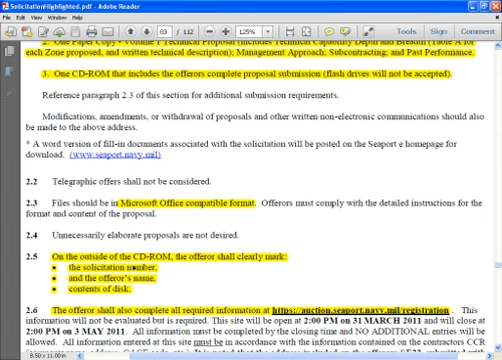 SolicitationHighlighted.pdf - Adobe Reader
File Edit View Window Help
83 / 112 125% Tools Sign Comment
2. One Paper Copy - Volume I Technical Proposal (includes Technical Capability Depth and Breadth (Table A for
each Zone proposed, and written technical description); Management Approach; Subcontracting; and Past Performance.
3. One CD-ROM that includes the offerors complete proposal submission (flash drives will not be accepted).
Reference paragraph 2.3 of this section for additional submission requirements.
Modifications, amendments, or withdrawal of proposals and other written non-electronic communications should also
be made to the above address.
* A word version of fill-in documents associated with the solicitation will be posted on the Seaport e homepage for
download. (www.seaport.navy.mil)
2.2 Telegraphic offers shall not be considered.
2.3 Files should be in Microsoft Office compatible format. Offerors must comply with the detailed instructions for the
format and content of the proposal.
2.4 Unnecessarily elaborate proposals are not desired.
2.5 On the outside of the CD-ROM, the offeror shall clearly mark:
• the solicitation number,
• and the offeror's name,
• contents of disk.
2.6 The offeror shall also complete all required information at https://auction.seaport.navy.mil/registration . This
information will not be evaluated but is required. This site will be open at 2:00 PM on 31 MARCH 2011 and will close at
2:00 PM on 3 MAY 2011. All information must be completed by the closing time and NO ADDITIONAL entries will be
allowed. All information entered at this site must be in accordance with the information contained on the contractors CCR
8.50 x 11.00 in